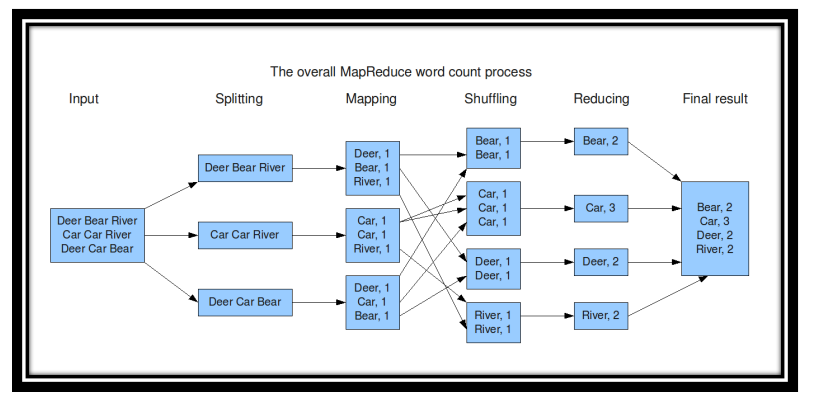 The overall MapReduce word count process
Input
Splitting
Mapping
Shuffling
Reducing
Final result
Deer Bear River
Car Car River
Deer Car Bear
Deer Bear River
Car Car River
Deer Car Bear
Deer, 1
Bear, 1
River, 1
Car, 1
Car, 1
River, 1
Deer, 1
Car, 1
Bear, 1
Bear, 1
Bear, 1
Car, 1
Car, 1
Car, 1
Deer, 1
Deer, 1
River, 1
River, 1
Bear, 2
Car, 3
Deer, 2
River, 2
Bear, 2
Car, 3
Deer, 2
River, 2